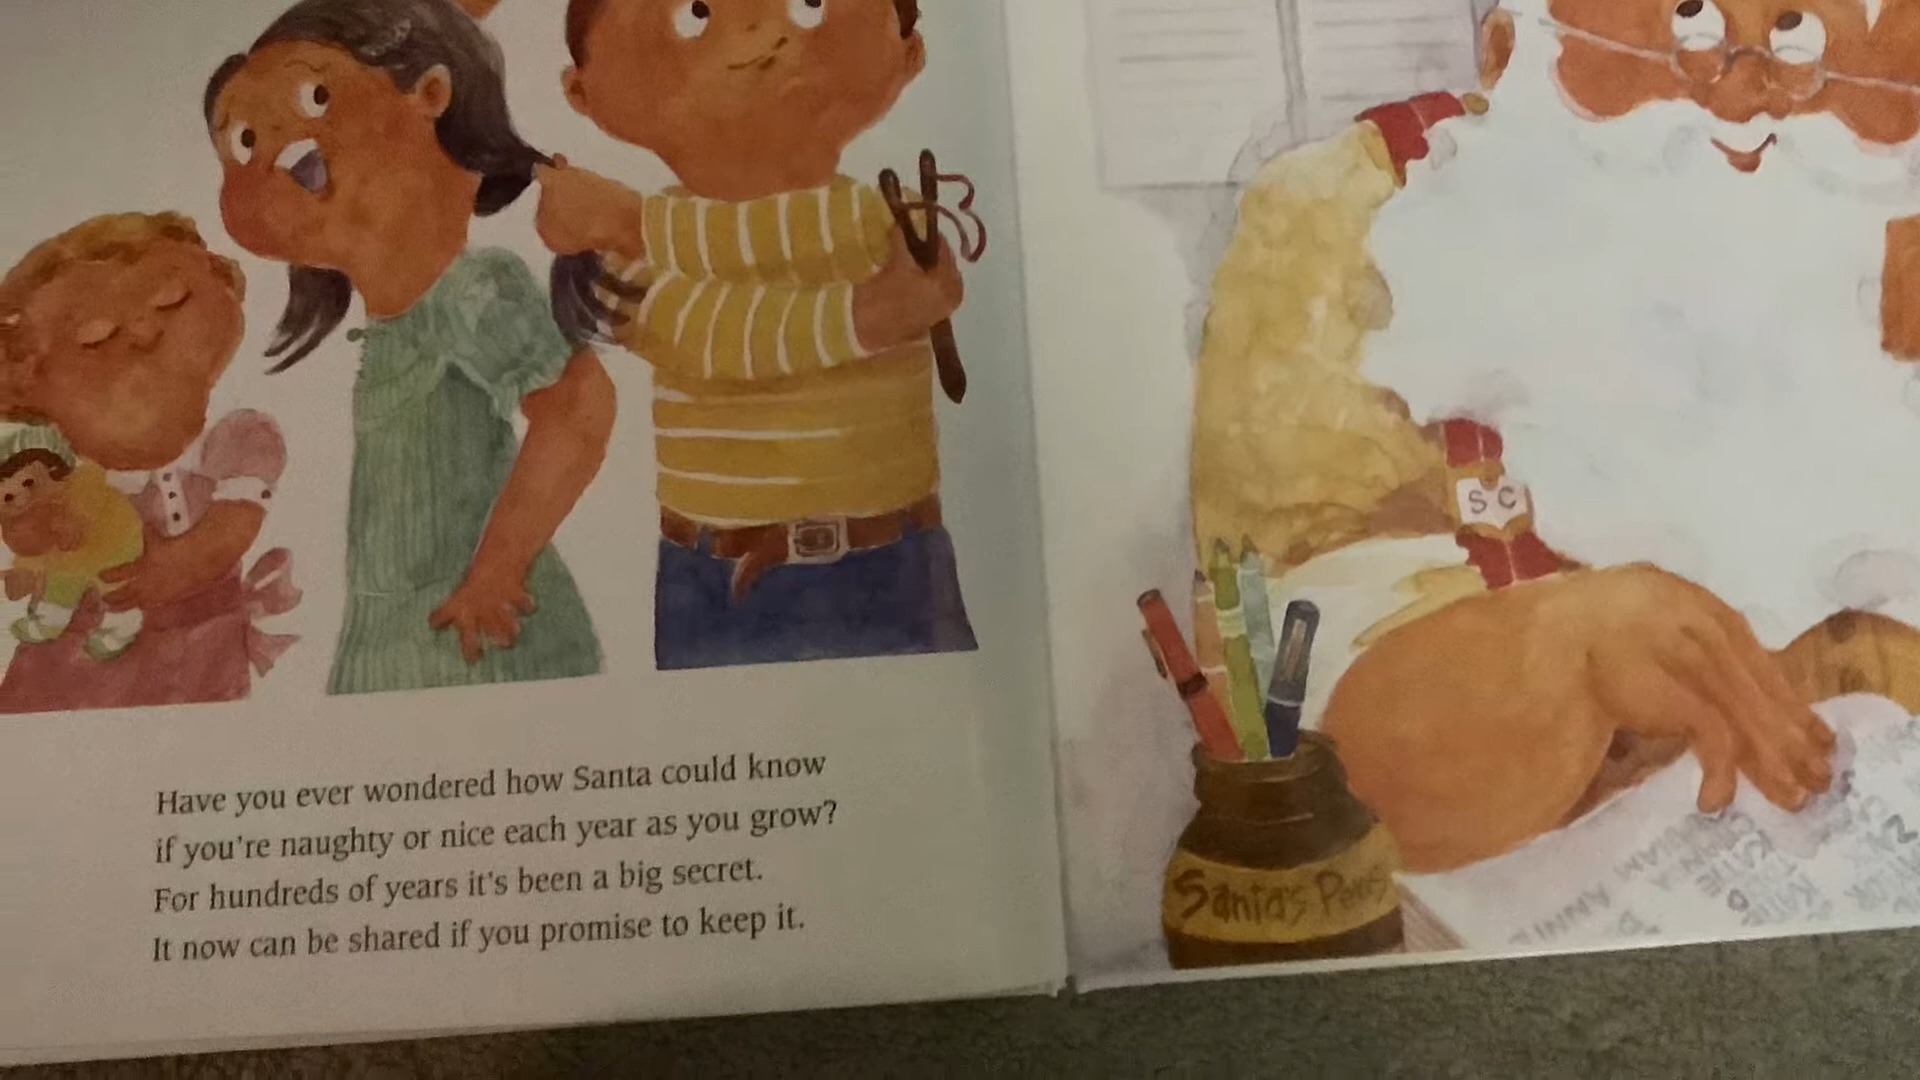 Have you ever wondered how Santa could know
if you're naughty or nice each year as you grow?
For hundreds of years it's been a big secret.
It now can be shared if you promise to keep it.
S C
Santa's Pens
KATIE
KATIE